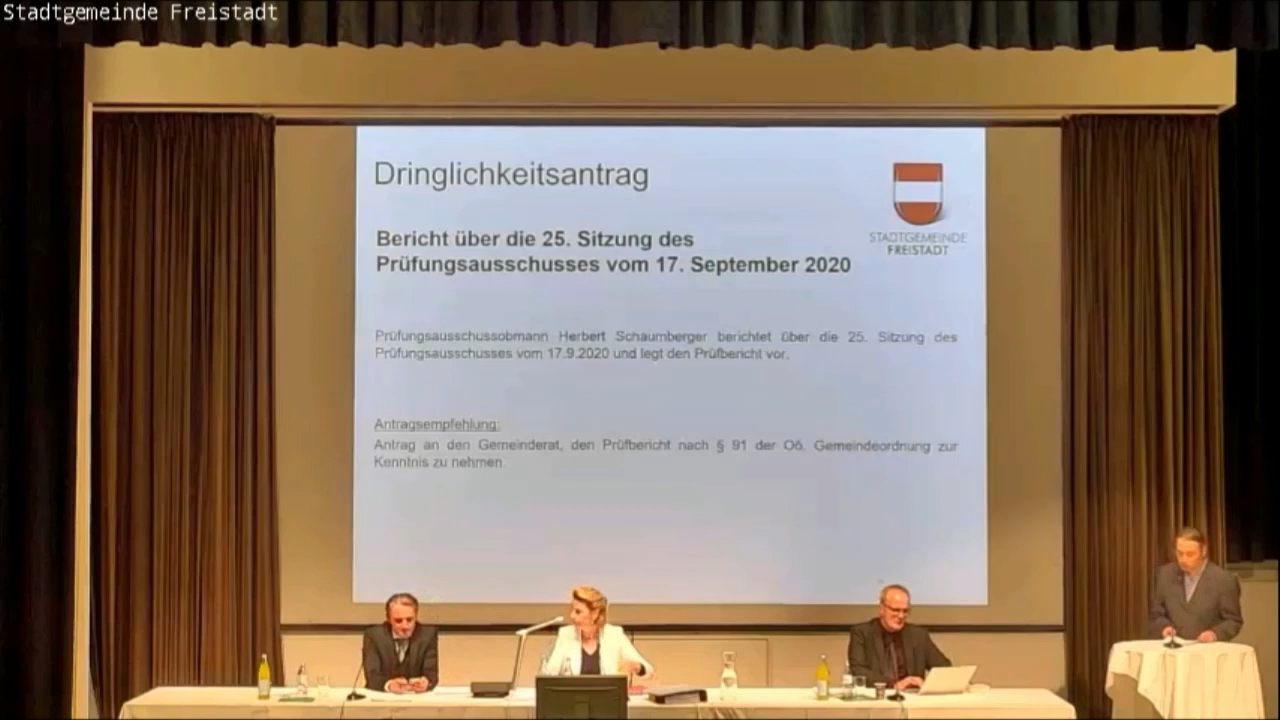 Stadtgemeinde Freistadt
Dringlichkeitsantrag
STADTGEMEINDE
FREISTADT
Bericht über die 25. Sitzung des
Prüfungsausschusses vom 17. September 2020
Prüfungsausschussobmann Herbert Schaumberger berichtet über die 25. Sitzung des
Prüfungsausschusses vom 17.9.2020 und legt den Prüfbericht vor.
Antragsempfehlung:
Antrag an den Gemeinderat, den Prüfbericht nach § 91 der Oö. Gemeindeordnung zur
Kenntnis zu nehmen.